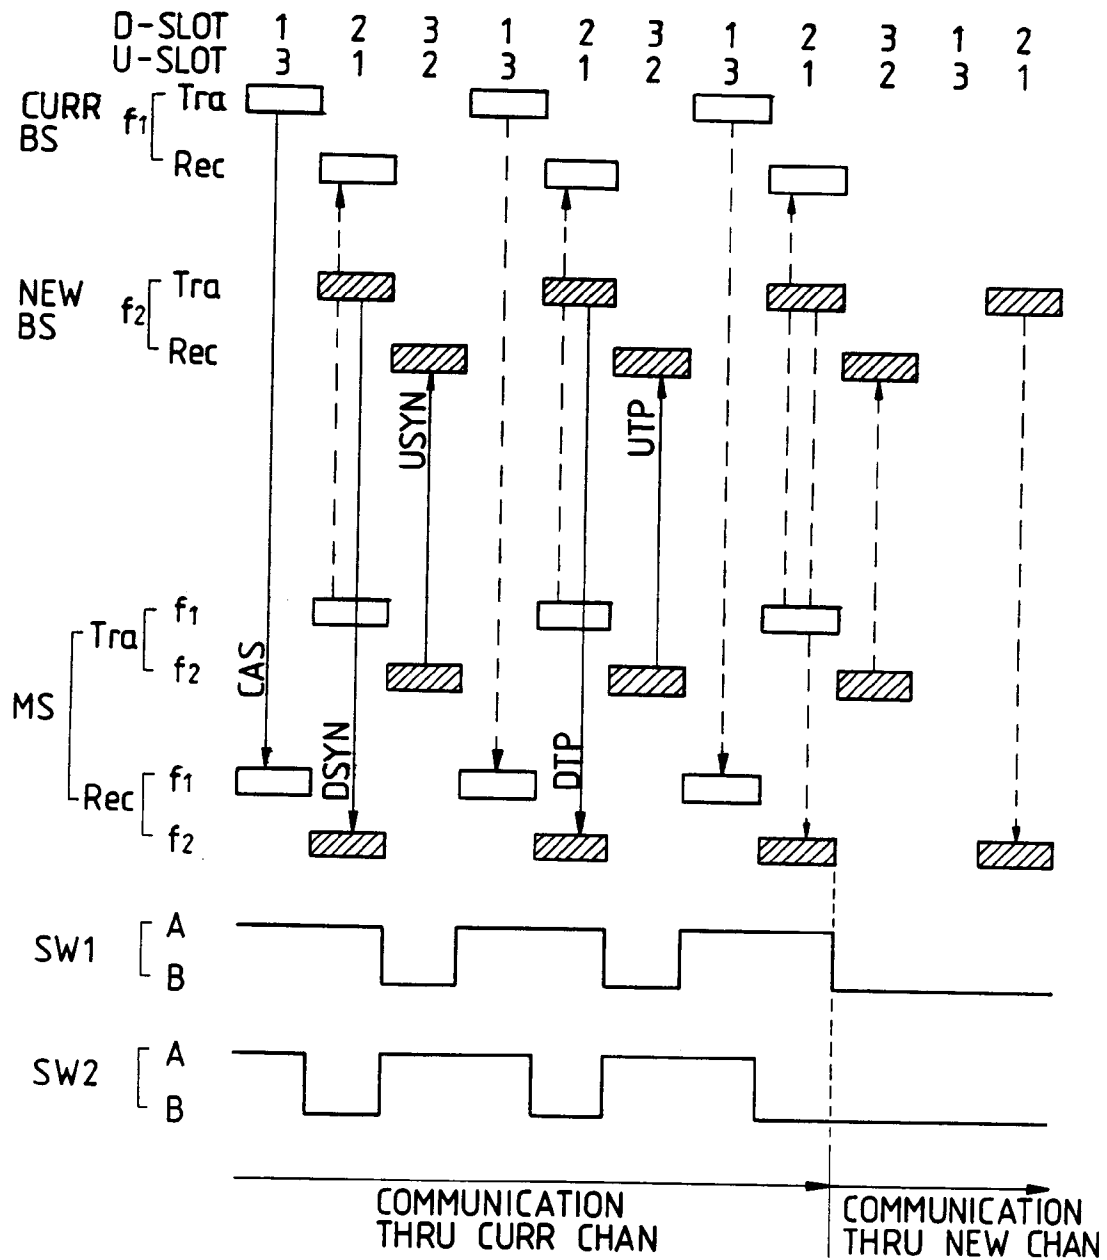 D-SLOT 1 2 3 1 2 3 1 2 3 1 2
U-SLOT 3 1 2 3 1 2 3 1 2 3 1
CURR BS f1 Tra
Rec
NEW BS f2 Tra
Rec
USYN
UTP
MS Tra f1
f2
CAS
DSYN
DTP
Rec f1
f2
SW1 A
B
SW2 A
B
COMMUNICATION
THRU CURR CHAN
COMMUNICATION
THRU NEW CHAN